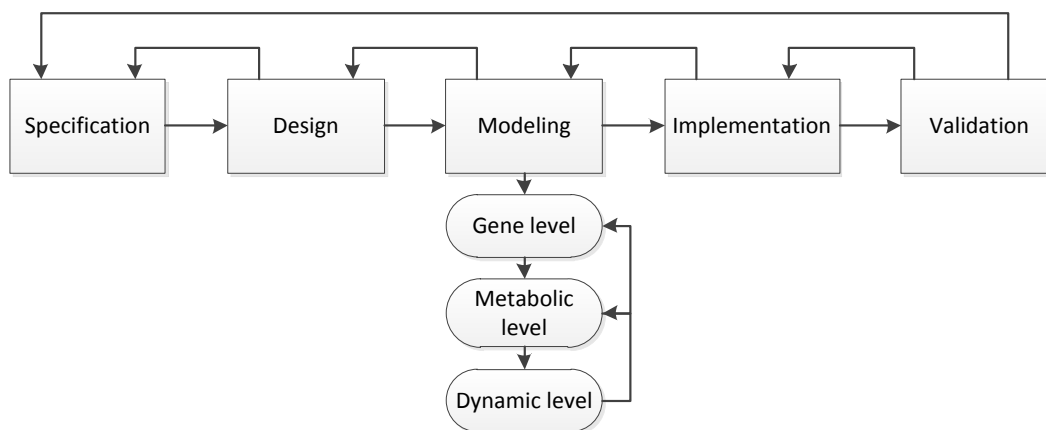 Specification
Design
Modeling
Implementation
Validation
Gene level
Metabolic
level
Dynamic level